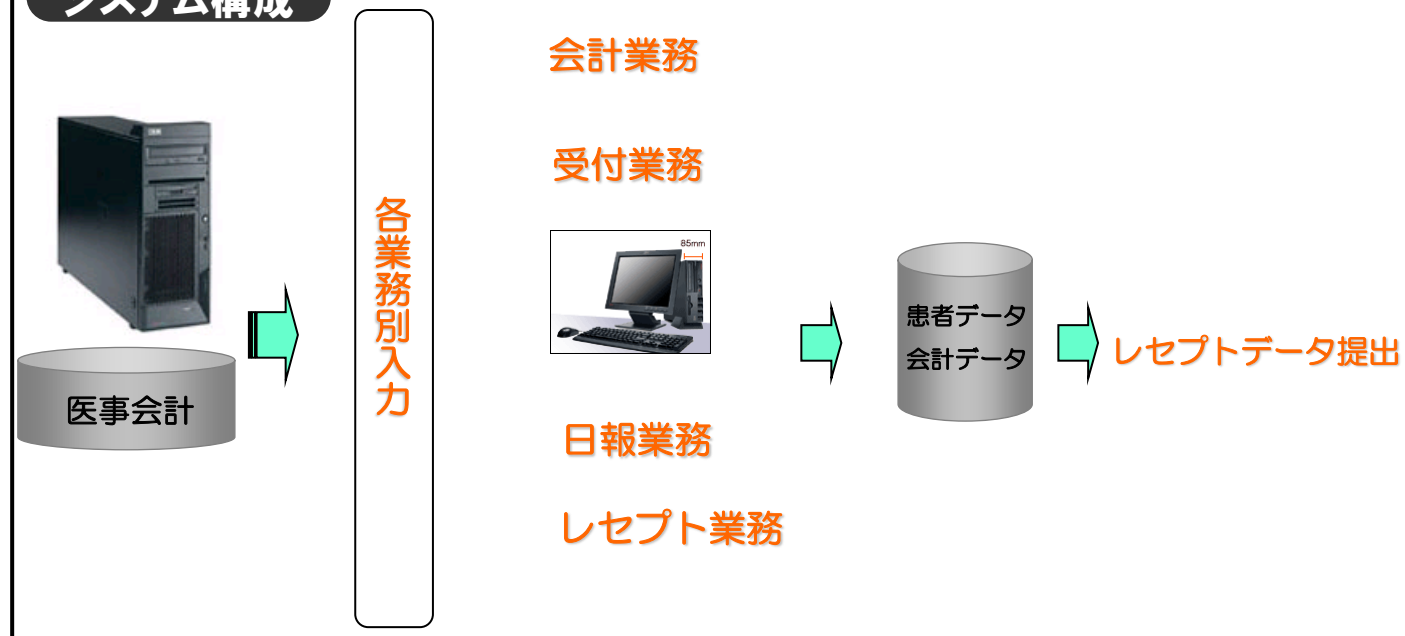 システム構成
会計業務
受付業務
各業務別入力
85mm
患者データ
会計データ
レセプトデータ提出
医事会計
日報業務
レセプト業務